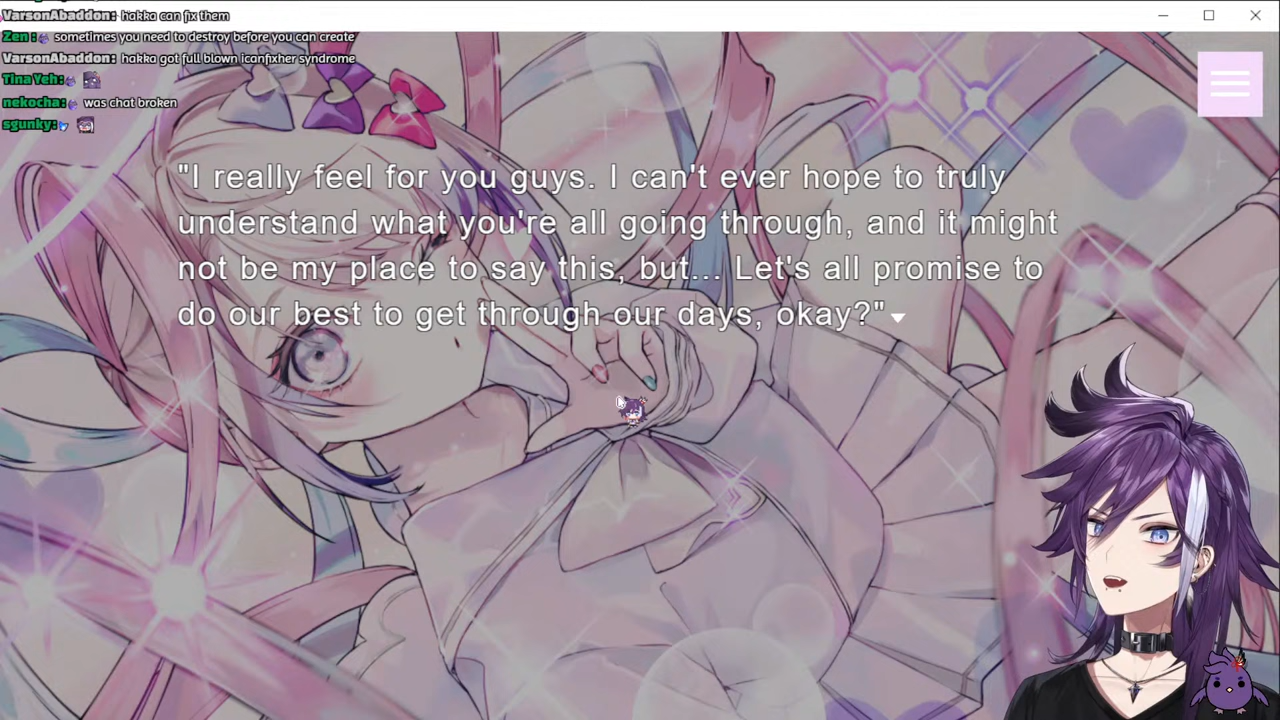 VarsonAbaddon: hakka can fix them
Zen: sometimes you need to destroy before you can create
VarsonAbaddon: hakka got full blown icanfixher syndrome
Tina Yeh:
nekocha: was chat broken
sgunky:
"I really feel for you guys. I can't ever hope to truly
understand what you're all going through, and it might
not be my place to say this, but... Let's all promise to
do our best to get through our days, okay?"